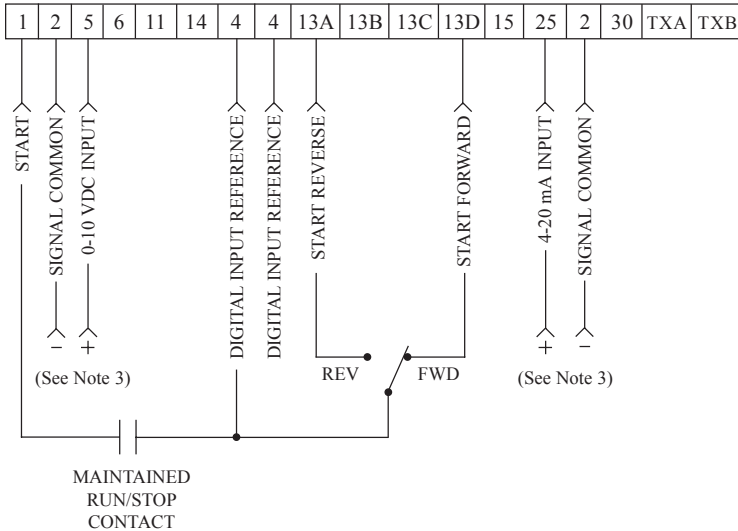 1 2 5 6 11 14 4 4 13A 13B 13C 13D 15 25 2 30 TXA TXB
START
SIGNAL COMMON
0-10 VDC INPUT
DIGITAL INPUT REFERENCE
DIGITAL INPUT REFERENCE
START REVERSE
START FORWARD
4-20 mA INPUT
SIGNAL COMMON
− +
(See Note 3)
REV FWD
+ −
(See Note 3)
MAINTAINED
RUN/STOP
CONTACT